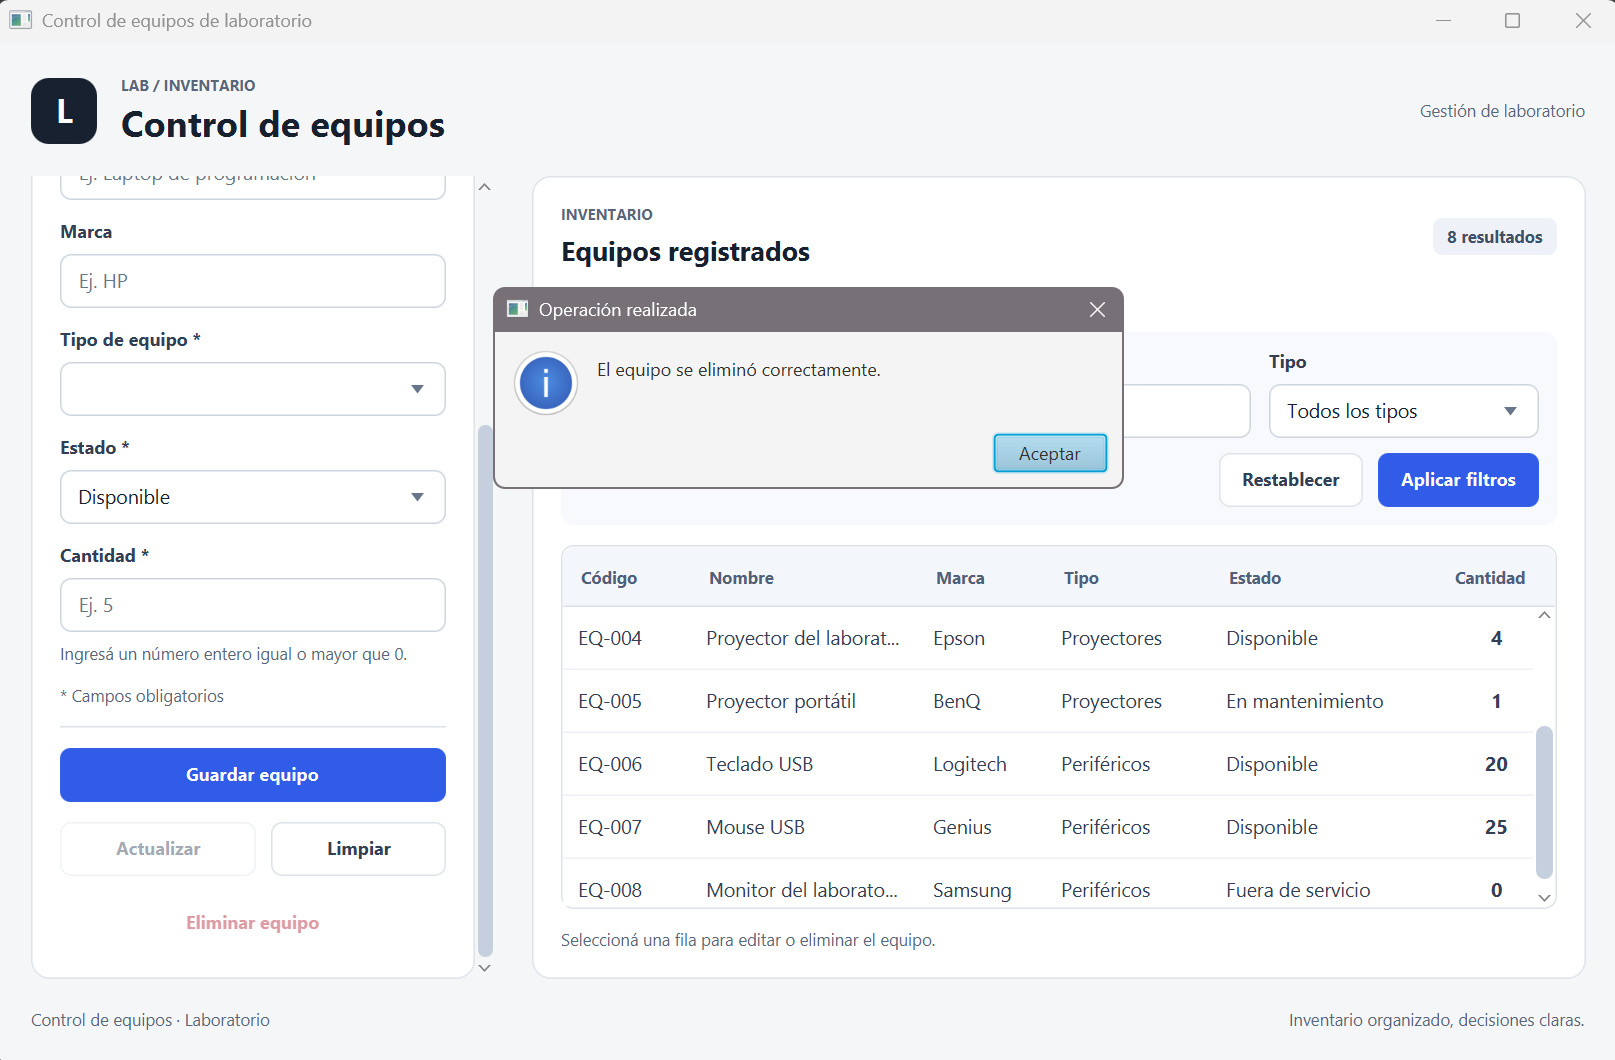 Control de equipos de laboratorio
L
LAB / INVENTARIO
Control de equipos
Gestión de laboratorio
Ej. Laptop de programación
Marca
Ej. HP
Tipo de equipo *
Estado *
Disponible
Cantidad *
Ej. 5
Ingresá un número entero igual o mayor que 0.
* Campos obligatorios
Guardar equipo
Actualizar
Limpiar
Eliminar equipo
INVENTARIO
Equipos registrados
8 resultados
Operación realizada
El equipo se eliminó correctamente.
Aceptar
Tipo
Todos los tipos
Restablecer
Aplicar filtros
Código Nombre Marca Tipo Estado Cantidad
EQ-004 Proyector del laborat... Epson Proyectores Disponible 4
EQ-005 Proyector portátil BenQ Proyectores En mantenimiento 1
EQ-006 Teclado USB Logitech Periféricos Disponible 20
EQ-007 Mouse USB Genius Periféricos Disponible 25
EQ-008 Monitor del laborato... Samsung Periféricos Fuera de servicio 0
Seleccioná una fila para editar o eliminar el equipo.
Control de equipos · Laboratorio
Inventario organizado, decisiones claras.